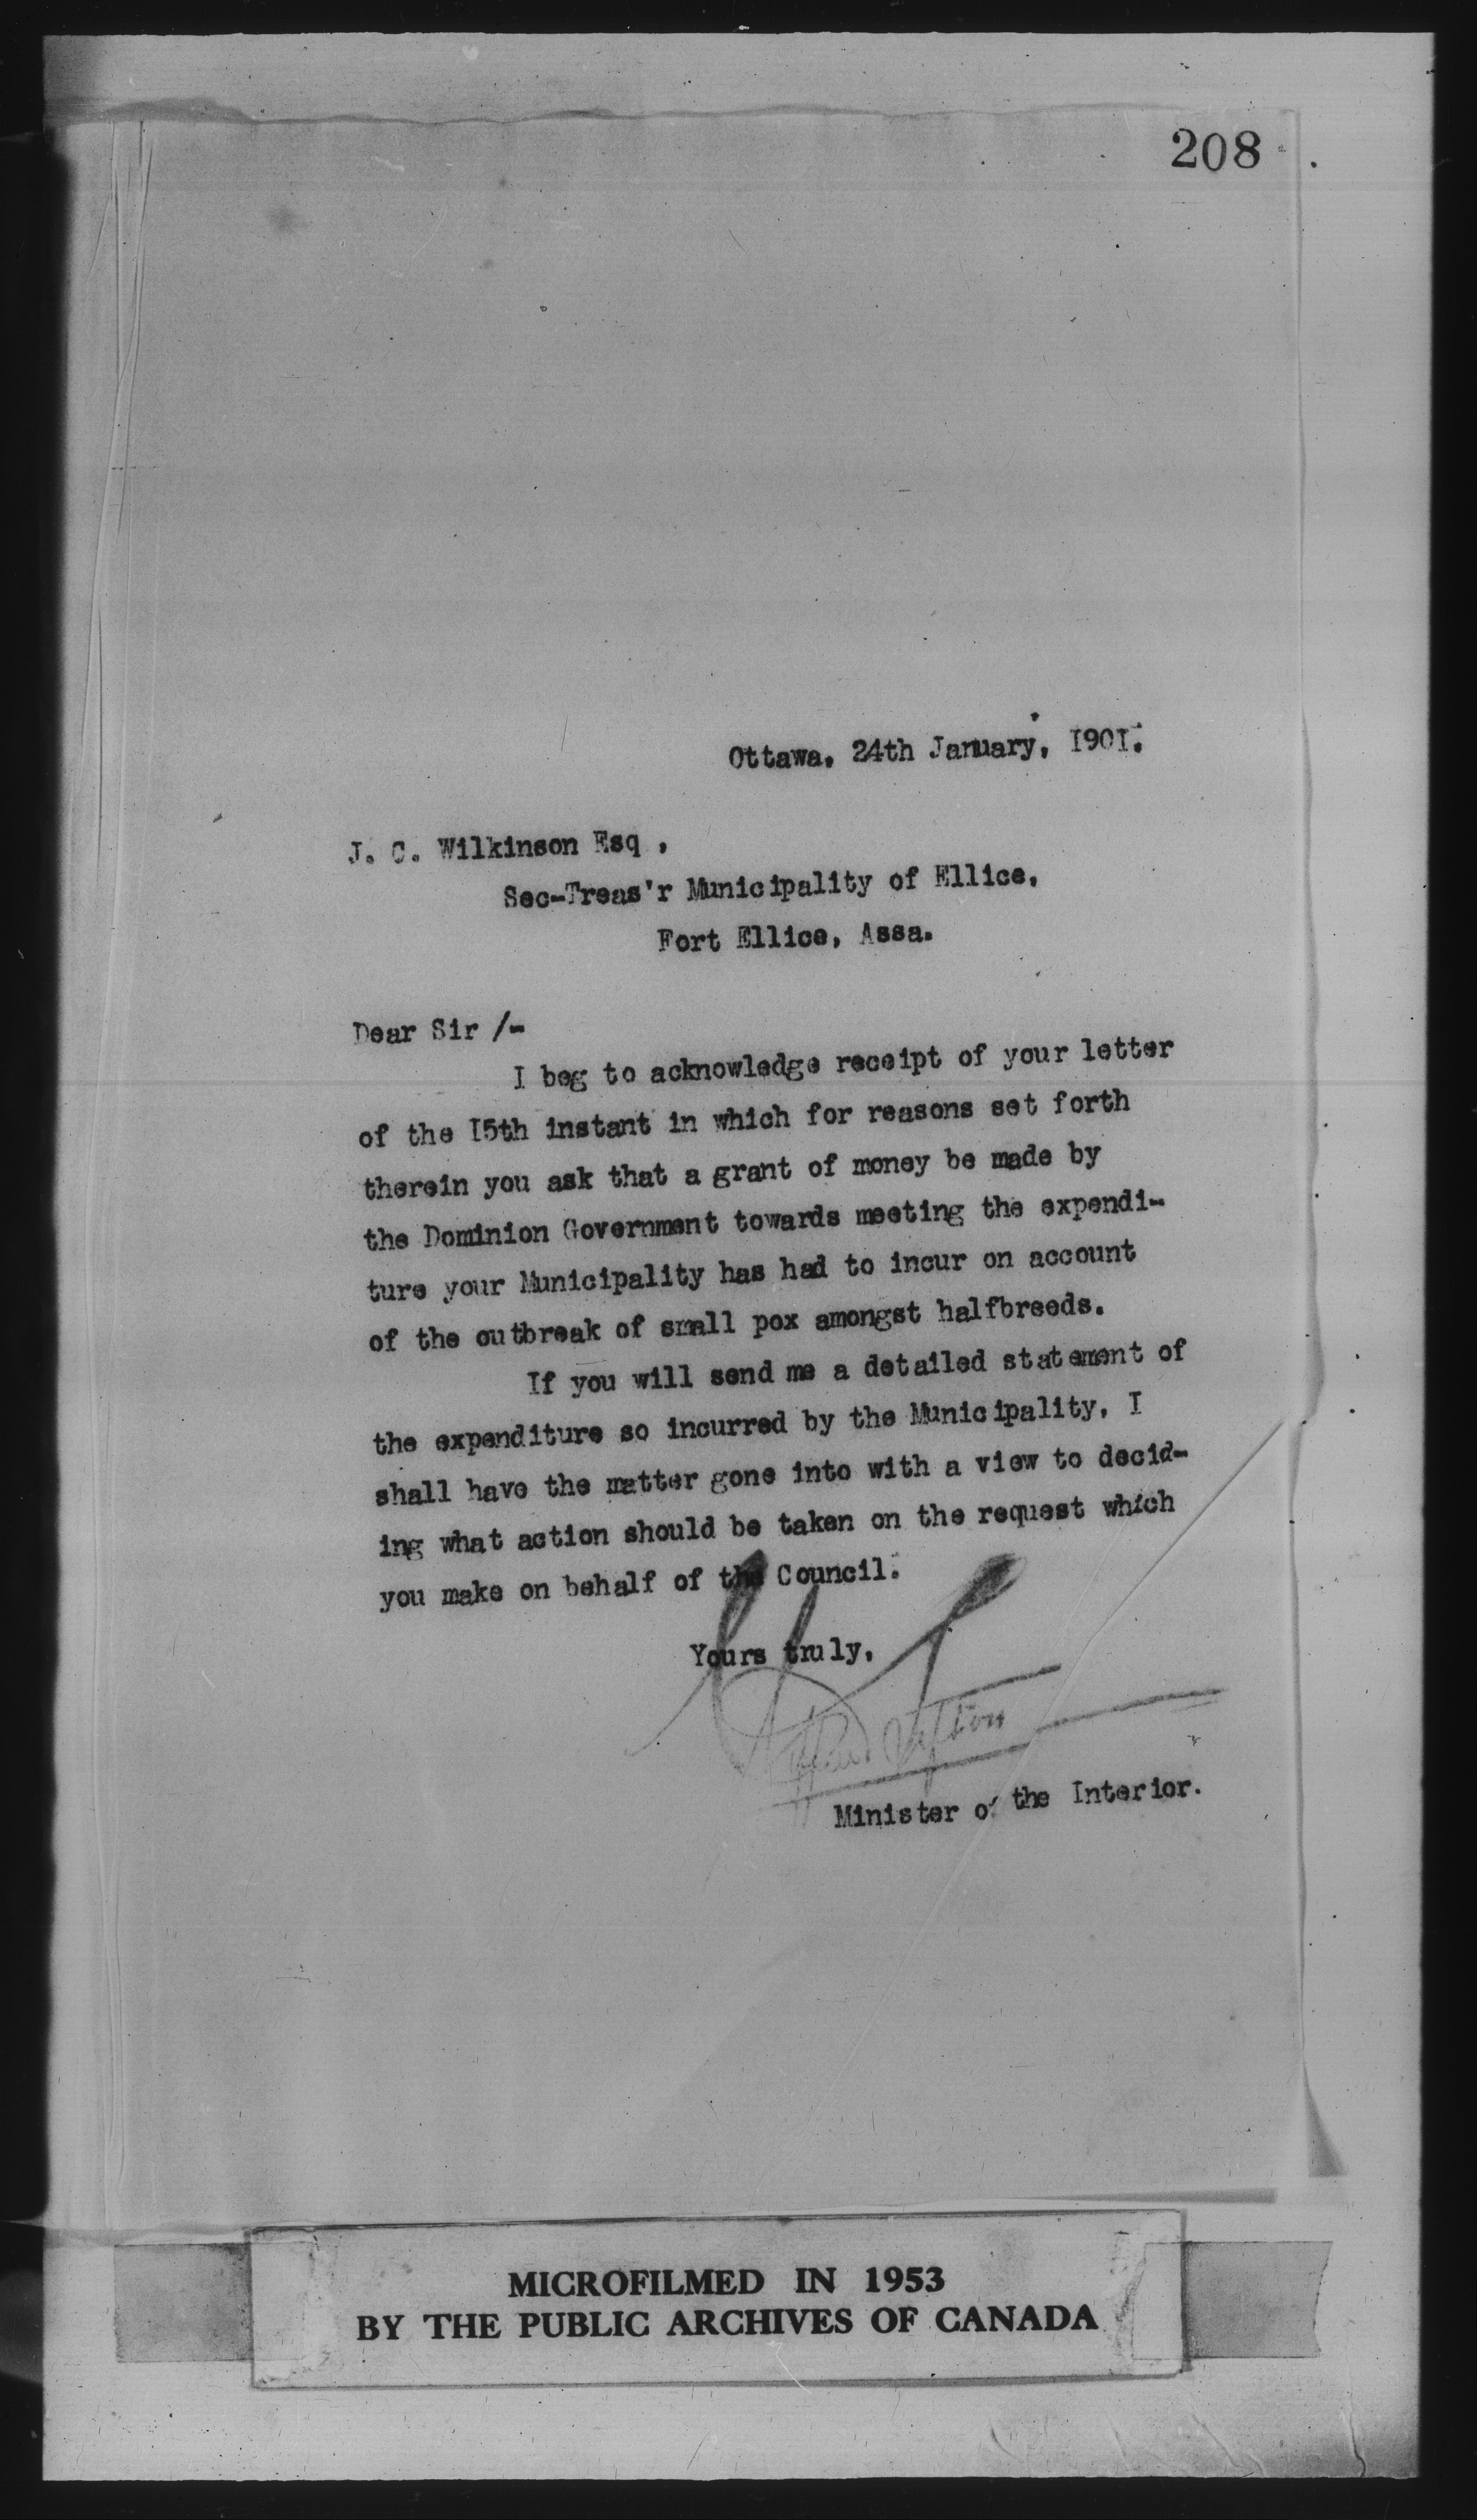 208
Ottawa, 24th January, 1901.
J. C. Wilkinson Esq ,
Sec-Treas'r Municipality of Ellice,
Fort Ellice, Assa.
Dear Sir /-
I beg to acknowledge receipt of your letter
of the 15th instant in which for reasons set forth
therein you ask that a grant of money be made by
the Dominion Government towards meeting the expendi-
ture your Municipality has had to incur on account
of the outbreak of small pox amongst halfbreeds.
If you will send me a detailed statement of
the expenditure so incurred by the Municipality, I
shall have the matter gone into with a view to decid-
ing what action should be taken on the request which
you make on behalf of the Council.
Yours truly,
Clifford Sifton
Minister of the Interior.
MICROFILMED IN 1953
BY THE PUBLIC ARCHIVES OF CANADA